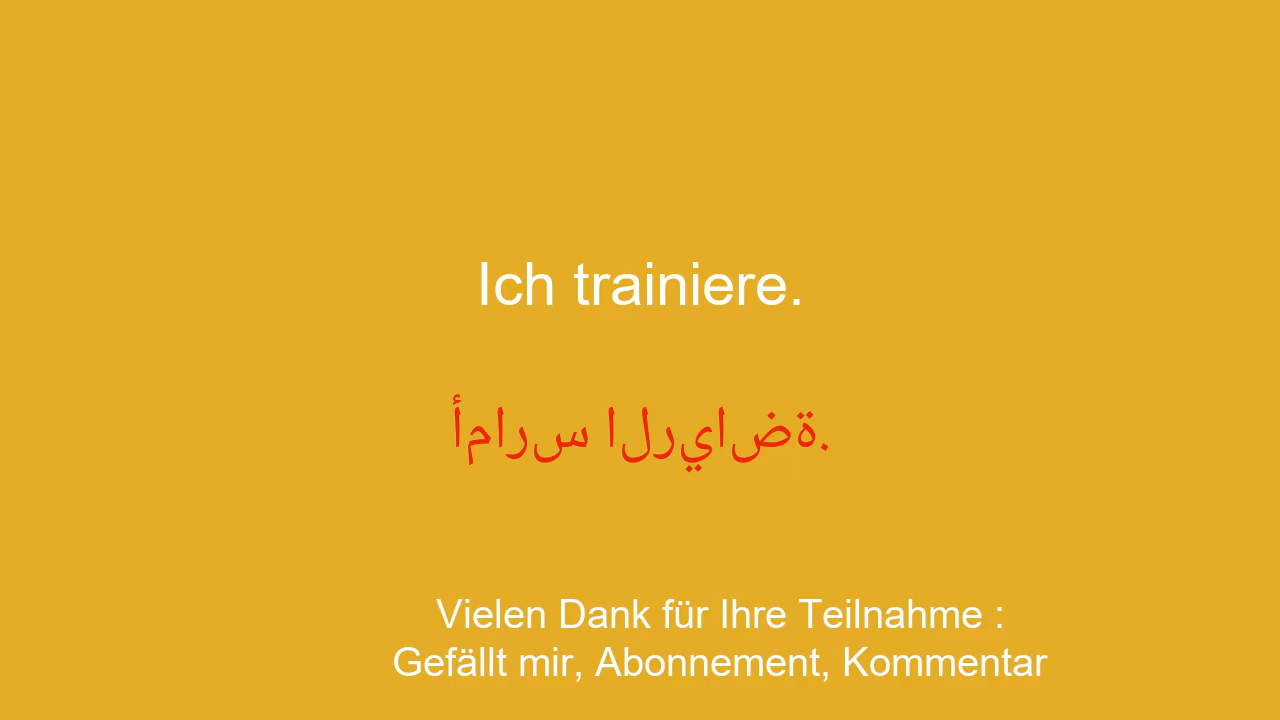 Ich trainiere.
أمارس الرياضة.
Vielen Dank für Ihre Teilnahme :
Gefällt mir, Abonnement, Kommentar